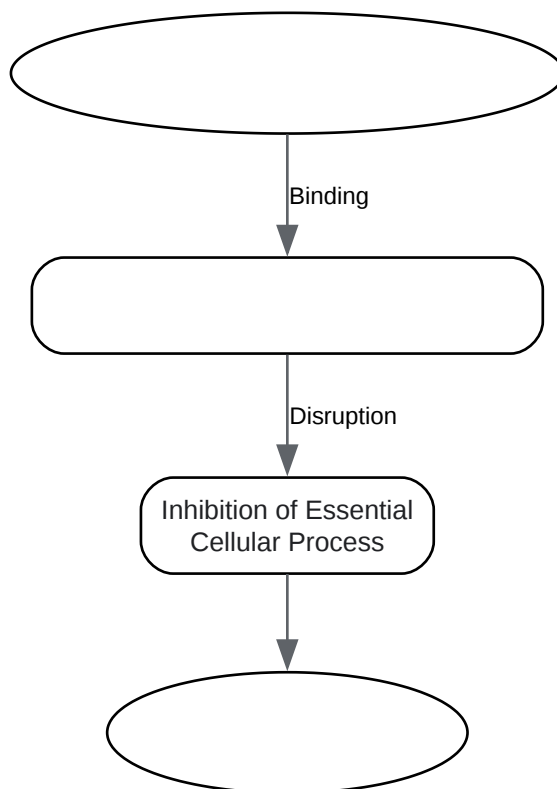 Binding
Disruption
Inhibition of Essential
Cellular Process